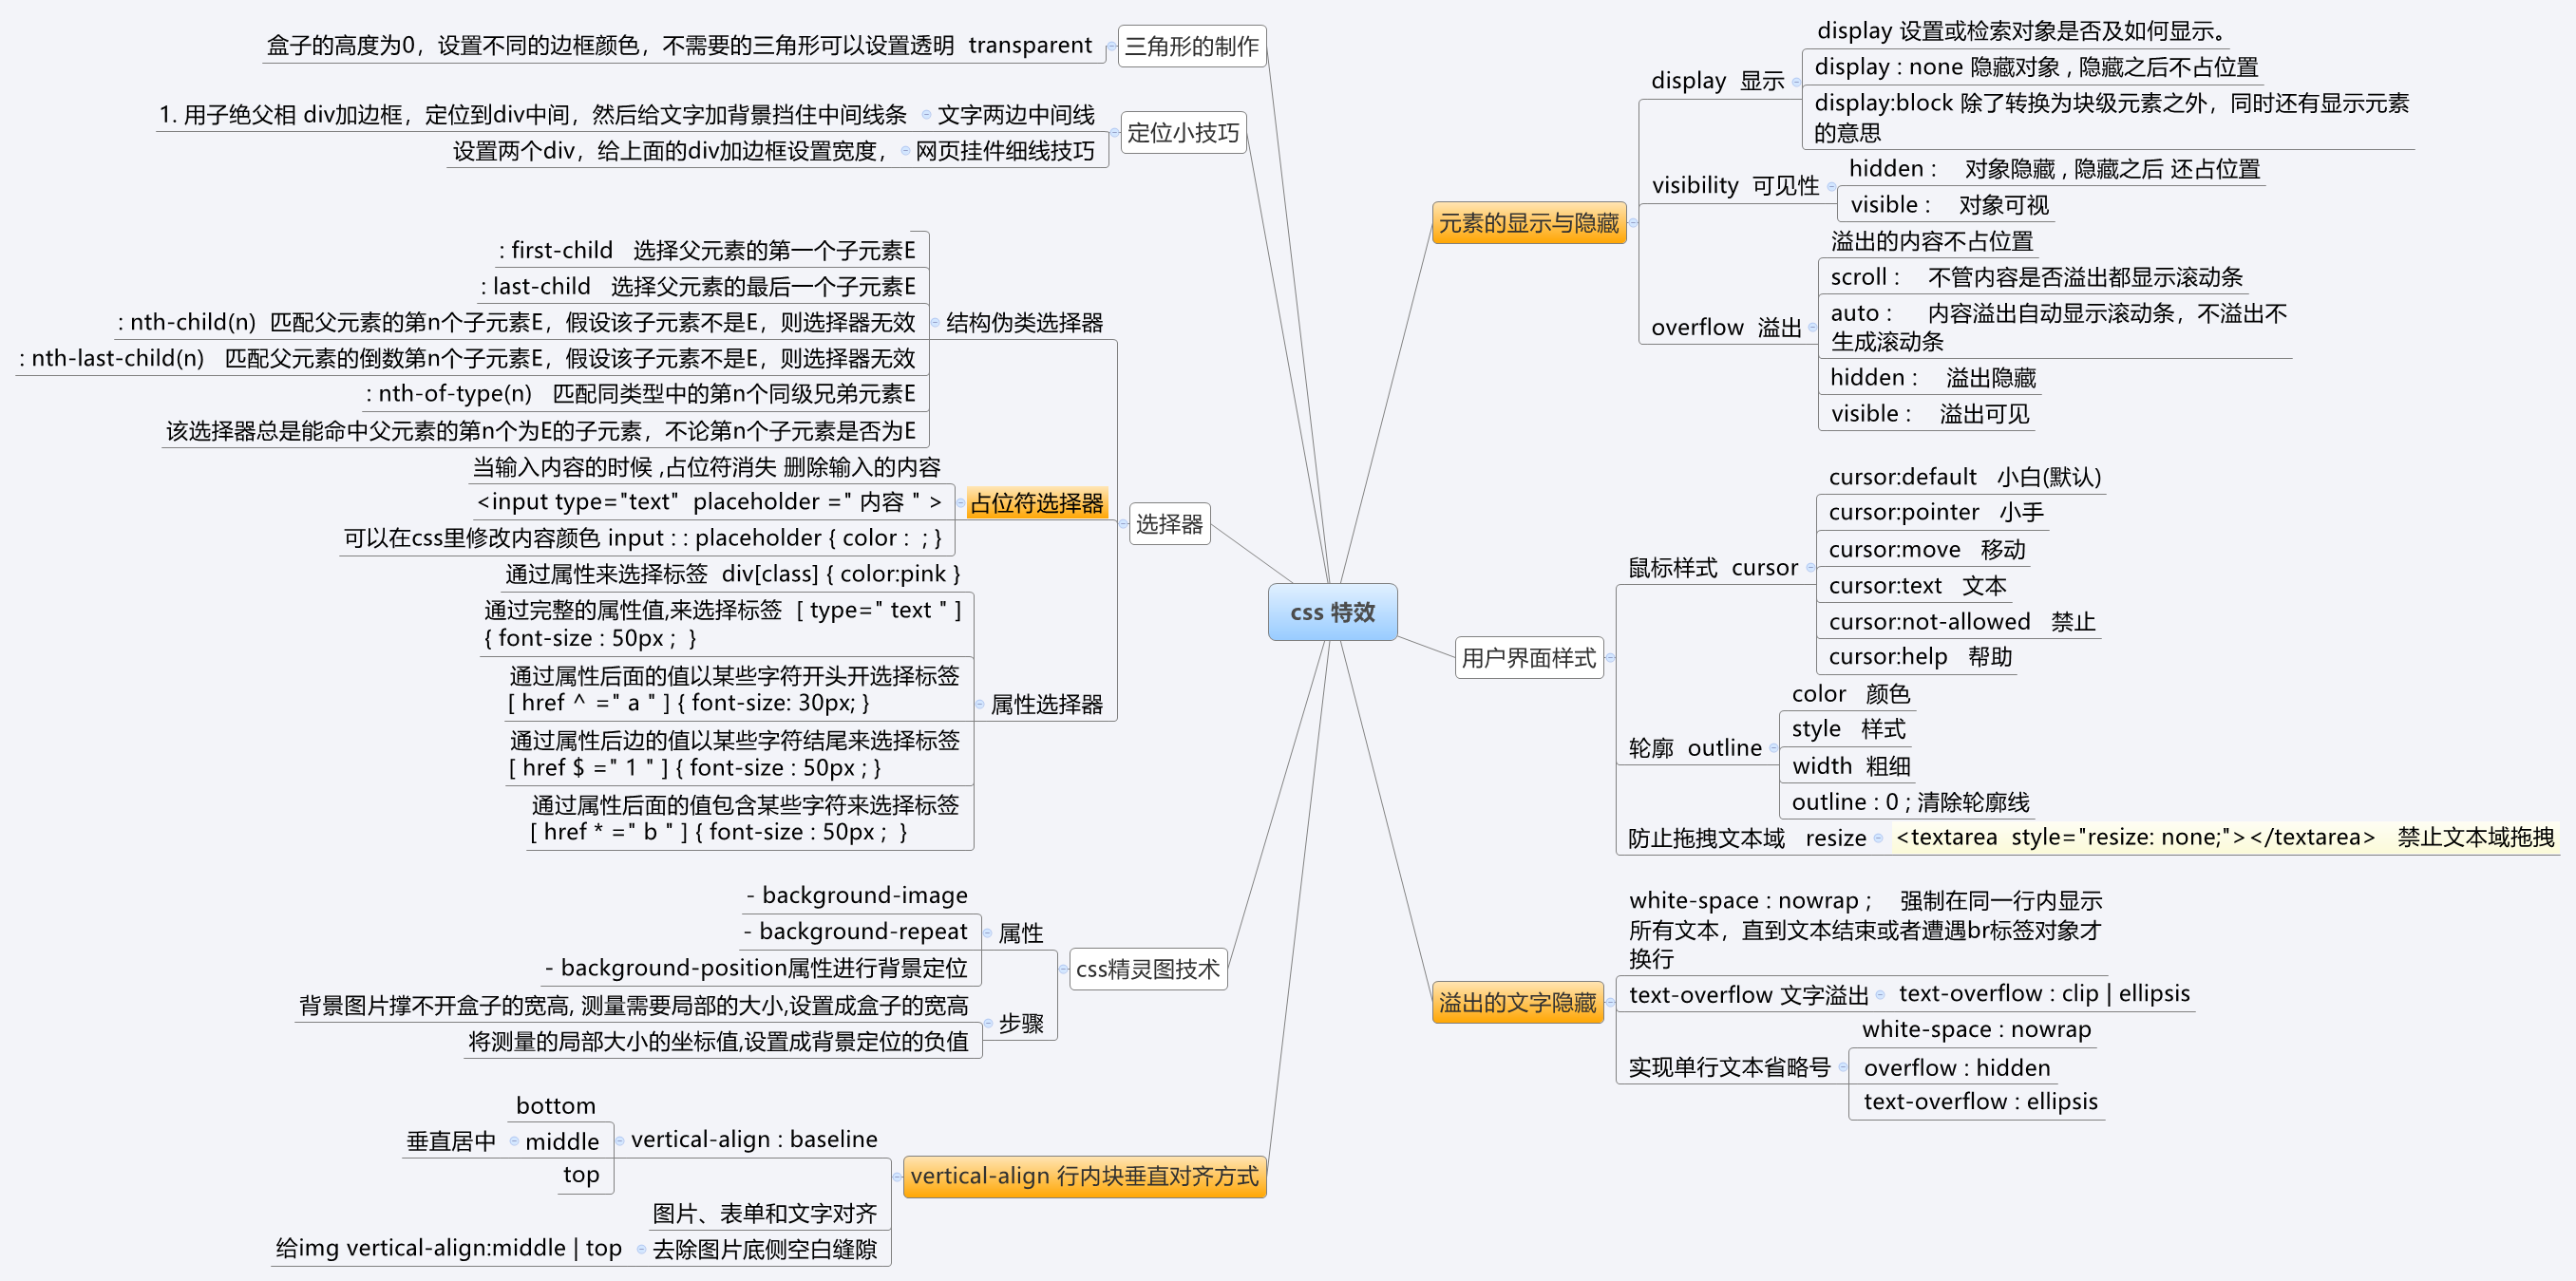 css 特效
元素的显示与隐藏
display  显示
display 设置或检索对象是否及如何显示。
display : none 隐藏对象 , 隐藏之后不占位置
display:block 除了转换为块级元素之外，同时还有显示元素
的意思
visibility  可见性
hidden :    对象隐藏 , 隐藏之后 还占位置
visible :    对象可视
overflow  溢出
溢出的内容不占位置
scroll :    不管内容是否溢出都显示滚动条
auto :     内容溢出自动显示滚动条，不溢出不
生成滚动条
hidden :    溢出隐藏
visible :    溢出可见
用户界面样式
鼠标样式  cursor
cursor:default   小白(默认)
cursor:pointer   小手
cursor:move   移动
cursor:text   文本
cursor:not-allowed   禁止
cursor:help   帮助
轮廓  outline
color   颜色
style   样式
width  粗细
outline : 0 ; 清除轮廓线
防止拖拽文本域   resize
<textarea  style="resize: none;"></textarea>   禁止文本域拖拽
溢出的文字隐藏
white-space : nowrap ;    强制在同一行内显示
所有文本，直到文本结束或者遭遇br标签对象才
换行
text-overflow 文字溢出
text-overflow : clip | ellipsis
实现单行文本省略号
white-space : nowrap
overflow : hidden
text-overflow : ellipsis
三角形的制作
盒子的高度为0，设置不同的边框颜色，不需要的三角形可以设置透明  transparent
定位小技巧
文字两边中间线
1. 用子绝父相 div加边框，定位到div中间，然后给文字加背景挡住中间线条
网页挂件细线技巧
设置两个div，给上面的div加边框设置宽度，
选择器
结构伪类选择器
: first-child   选择父元素的第一个子元素E
: last-child   选择父元素的最后一个子元素E
: nth-child(n)  匹配父元素的第n个子元素E，假设该子元素不是E，则选择器无效
: nth-last-child(n)   匹配父元素的倒数第n个子元素E，假设该子元素不是E，则选择器无效
: nth-of-type(n)   匹配同类型中的第n个同级兄弟元素E
该选择器总是能命中父元素的第n个为E的子元素，不论第n个子元素是否为E
占位符选择器
当输入内容的时候 ,占位符消失 删除输入的内容
<input type="text"  placeholder =" 内容 " >
可以在css里修改内容颜色 input : : placeholder { color :  ; }
属性选择器
通过属性来选择标签  div[class] { color:pink }
通过完整的属性值,来选择标签  [ type=" text " ]
{ font-size : 50px ;  }
通过属性后面的值以某些字符开头开选择标签
[ href ^ =" a " ] { font-size: 30px; }
通过属性后边的值以某些字符结尾来选择标签
[ href $ =" 1 " ] { font-size : 50px ; }
通过属性后面的值包含某些字符来选择标签
[ href * =" b " ] { font-size : 50px ;  }
css精灵图技术
属性
- background-image
- background-repeat
- background-position属性进行背景定位
步骤
背景图片撑不开盒子的宽高, 测量需要局部的大小,设置成盒子的宽高
将测量的局部大小的坐标值,设置成背景定位的负值
vertical-align 行内块垂直对齐方式
vertical-align : baseline
bottom
middle
垂直居中
top
图片、表单和文字对齐
去除图片底侧空白缝隙
给img vertical-align:middle | top